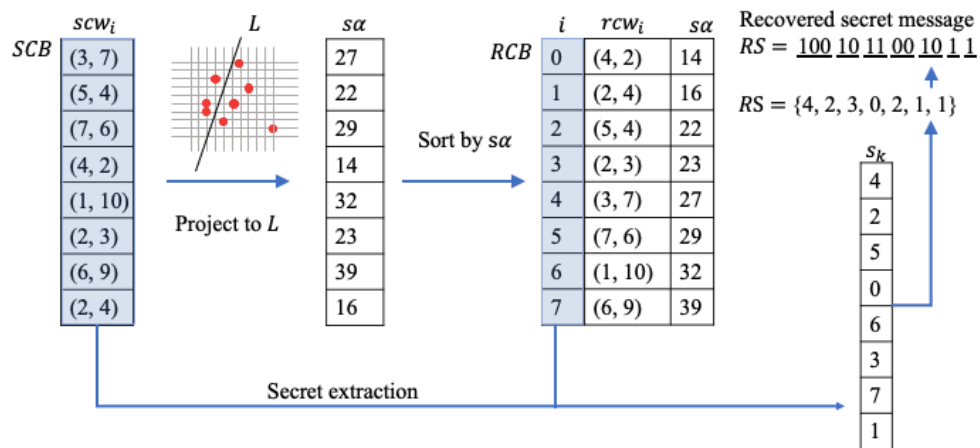 scw_i L sα i rcw_i sα Recovered secret message
SCB RCB RS = 100 10 11 00 10 1 1
(3, 7) 27 0 (4, 2) 14
(5, 4) 22 1 (2, 4) 16 RS = {4, 2, 3, 0, 2, 1, 1}
(7, 6) 29 2 (5, 4) 22
Sort by sα
s_k
(4, 2) 14 3 (2, 3) 23 4
(1, 10) 32 4 (3, 7) 27 2
Project to L
(2, 3) 23 5 (7, 6) 29 5
(6, 9) 39 6 (1, 10) 32 0
(2, 4) 16 7 (6, 9) 39 6
3
Secret extraction
7
1